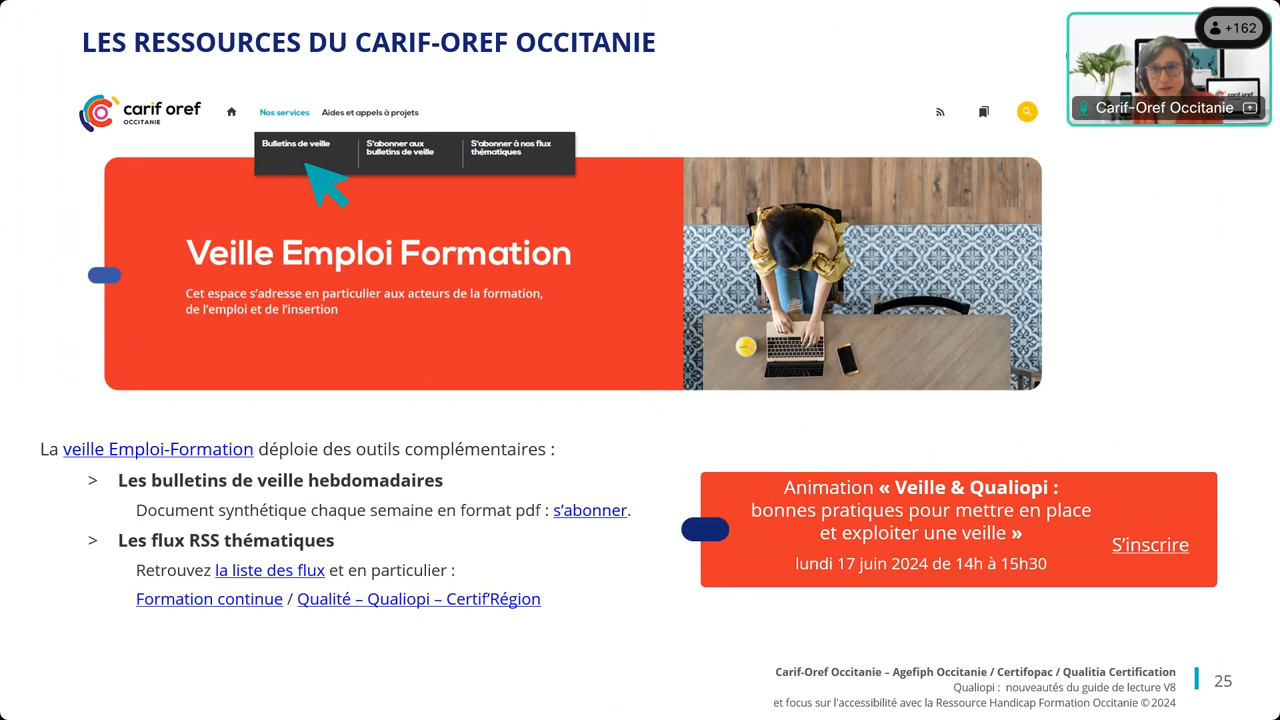 LES RESSOURCES DU CARIF-OREF OCCITANIE
+162
Carif-Oref Occitanie
carif oref
OCCITANIE
Nos services
Aides et appels à projets
Bulletins de veille
S'abonner aux
bulletins de veille
S'abonner à nos flux
thématiques
Veille Emploi Formation
Cet espace s'adresse en particulier aux acteurs de la formation,
de l'emploi et de l'insertion
La veille Emploi-Formation déploie des outils complémentaires :
> Les bulletins de veille hebdomadaires
Document synthétique chaque semaine en format pdf : s'abonner.
> Les flux RSS thématiques
Retrouvez la liste des flux et en particulier :
Formation continue / Qualité – Qualiopi – Certif'Région
Animation « Veille & Qualiopi :
bonnes pratiques pour mettre en place
et exploiter une veille »
lundi 17 juin 2024 de 14h à 15h30
S'inscrire
Carif-Oref Occitanie – Agefiph Occitanie / Certifopac / Qualitia Certification
Qualiopi : nouveautés du guide de lecture V8
et focus sur l'accessibilité avec la Ressource Handicap Formation Occitanie © 2024
25